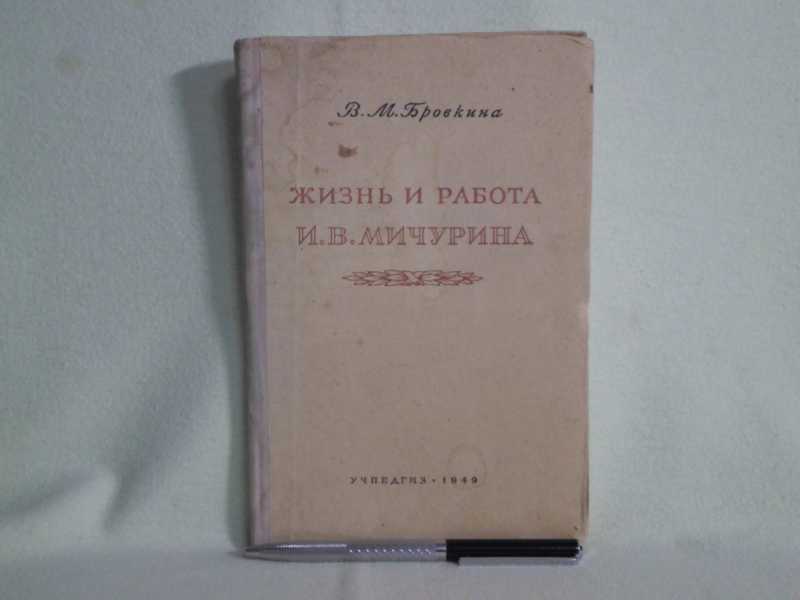 В. М. Бровкина
ЖИЗНЬ И РАБОТА
И. В. МИЧУРИНА
УЧПЕДГИЗ • 1949